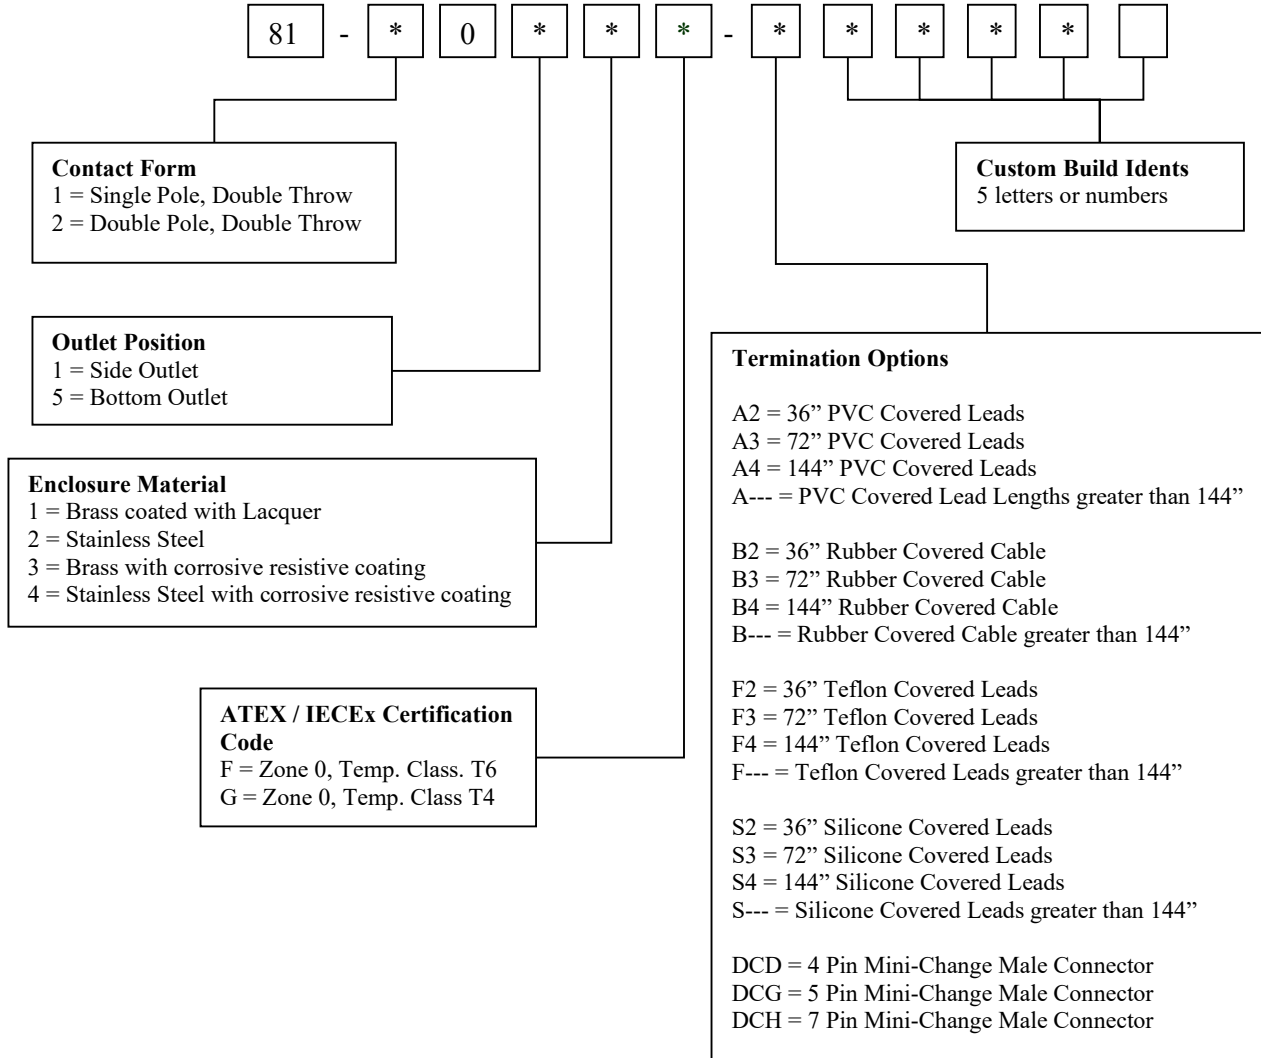 81 - * 0 * * * - * * * * *
Contact Form
1 = Single Pole, Double Throw
2 = Double Pole, Double Throw
Custom Build Idents
5 letters or numbers
Outlet Position
1 = Side Outlet
5 = Bottom Outlet
Enclosure Material
1 = Brass coated with Lacquer
2 = Stainless Steel
3 = Brass with corrosive resistive coating
4 = Stainless Steel with corrosive resistive coating
ATEX / IECEx Certification
Code
F = Zone 0, Temp. Class. T6
G = Zone 0, Temp. Class T4
Termination Options
A2 = 36” PVC Covered Leads
A3 = 72” PVC Covered Leads
A4 = 144” PVC Covered Leads
A--- = PVC Covered Lead Lengths greater than 144”
B2 = 36” Rubber Covered Cable
B3 = 72” Rubber Covered Cable
B4 = 144” Rubber Covered Cable
B--- = Rubber Covered Cable greater than 144”
F2 = 36” Teflon Covered Leads
F3 = 72” Teflon Covered Leads
F4 = 144” Teflon Covered Leads
F--- = Teflon Covered Leads greater than 144”
S2 = 36” Silicone Covered Leads
S3 = 72” Silicone Covered Leads
S4 = 144” Silicone Covered Leads
S--- = Silicone Covered Leads greater than 144”
DCD = 4 Pin Mini-Change Male Connector
DCG = 5 Pin Mini-Change Male Connector
DCH = 7 Pin Mini-Change Male Connector